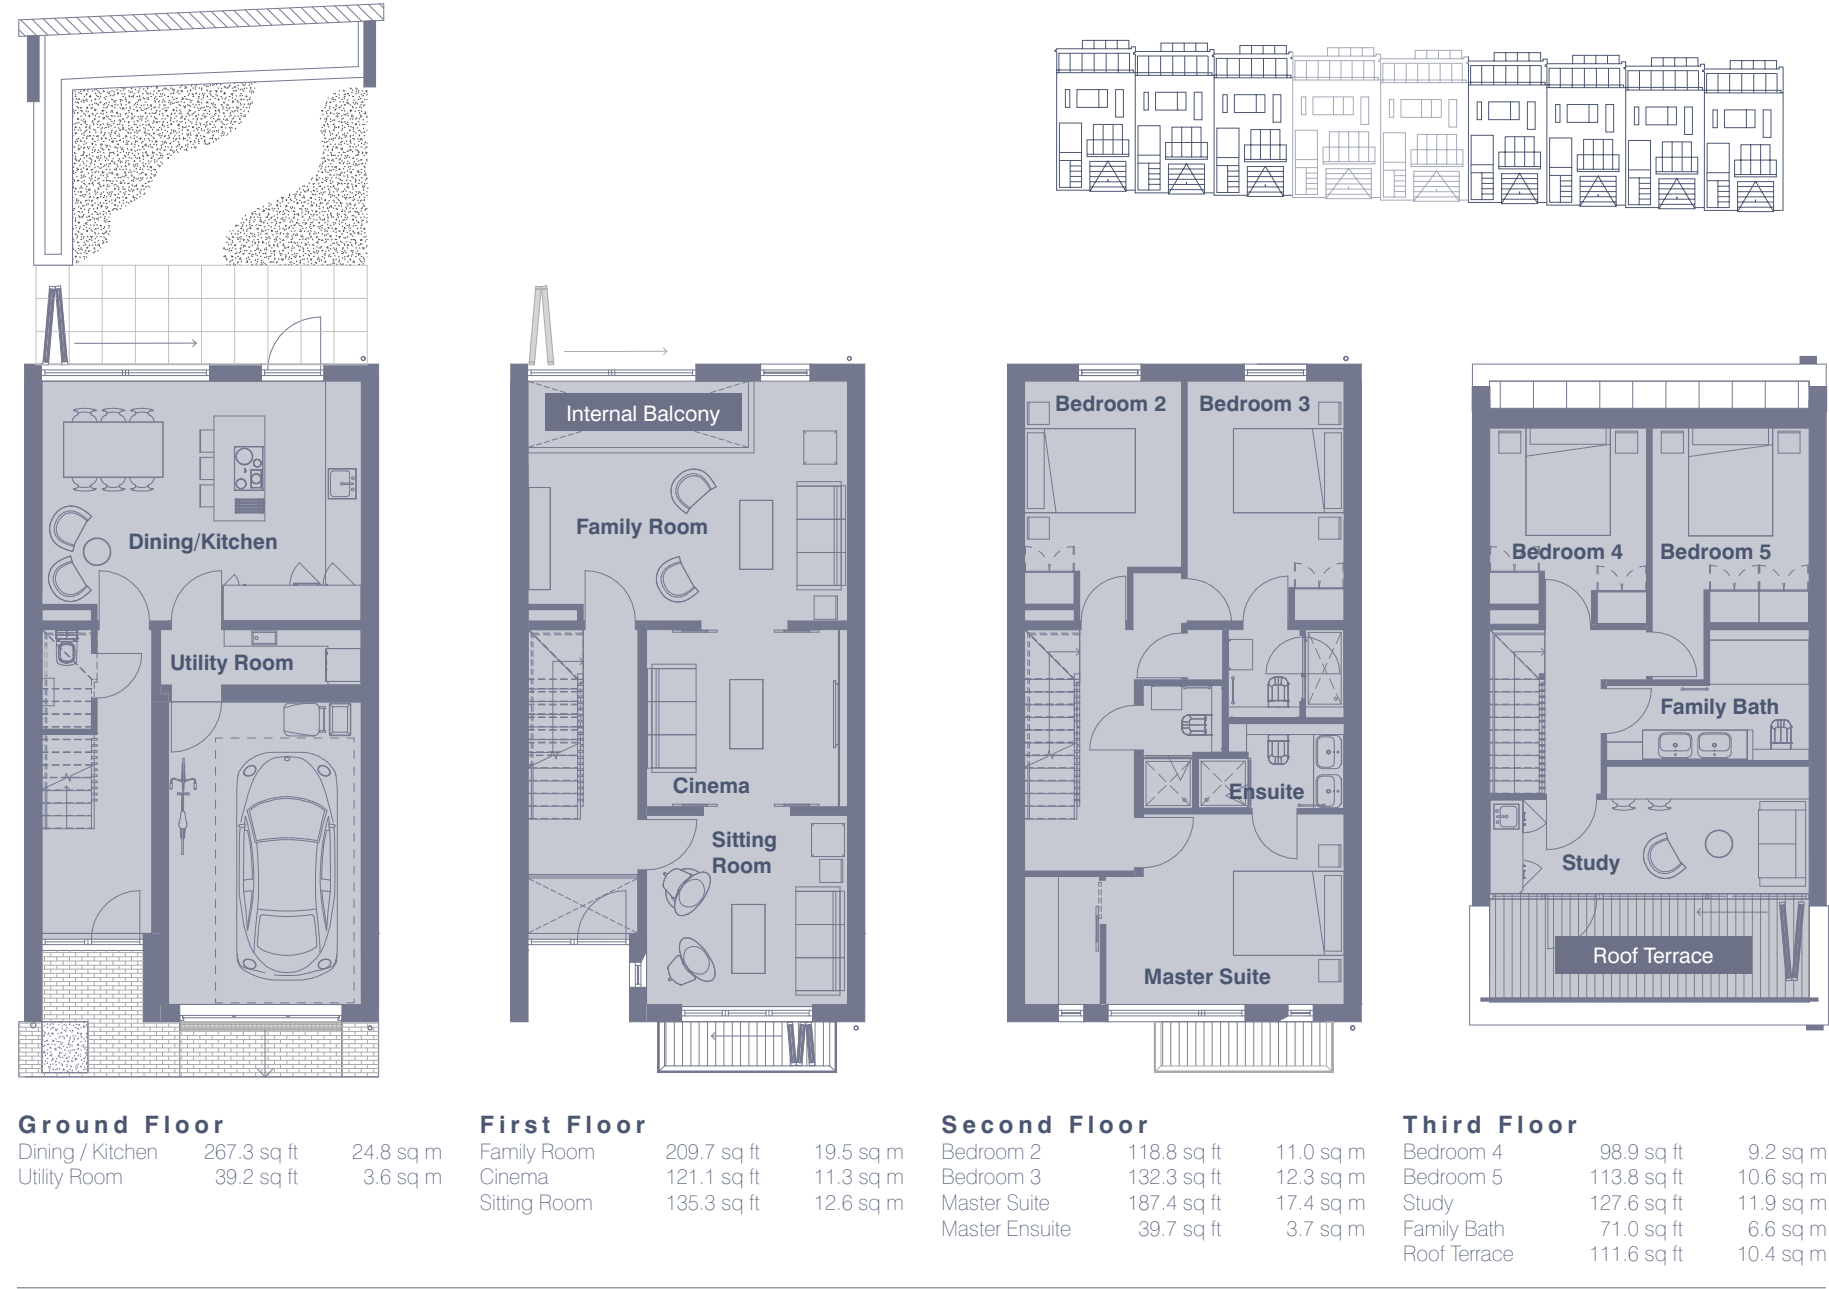 Internal Balcony
Bedroom 2
Bedroom 3
Family Room
Dining/Kitchen
Bedroom 4
Bedroom 5
Utility Room
Family Bath
Cinema
Ensuite
Sitting
Room
Study
Master Suite
Roof Terrace
Ground Floor
Dining / Kitchen 267.3 sq ft 24.8 sq m
Utility Room 39.2 sq ft 3.6 sq m
First Floor
Family Room 209.7 sq ft 19.5 sq m
Cinema 121.1 sq ft 11.3 sq m
Sitting Room 135.3 sq ft 12.6 sq m
Second Floor
Bedroom 2 118.8 sq ft 11.0 sq m
Bedroom 3 132.3 sq ft 12.3 sq m
Master Suite 187.4 sq ft 17.4 sq m
Master Ensuite 39.7 sq ft 3.7 sq m
Third Floor
Bedroom 4 98.9 sq ft 9.2 sq m
Bedroom 5 113.8 sq ft 10.6 sq m
Study 127.6 sq ft 11.9 sq m
Family Bath 71.0 sq ft 6.6 sq m
Roof Terrace 111.6 sq ft 10.4 sq m